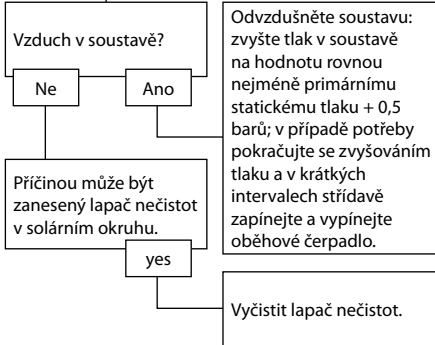 Vzduch v soustavě?
Ne
Ano
Odvzdušněte soustavu:
zvyšte tlak v soustavě
na hodnotu rovnou
nejméně primárnímu
statickému tlaku + 0,5
barů; v případě potřeby
pokračujte se zvyšováním
tlaku a v krátkých
intervalech střídavě
zapínejte a vypínejte
oběhové čerpadlo.
Příčinou může být
zanesený lapač nečistot
v solárním okruhu.
yes
Vyčistit lapač nečistot.